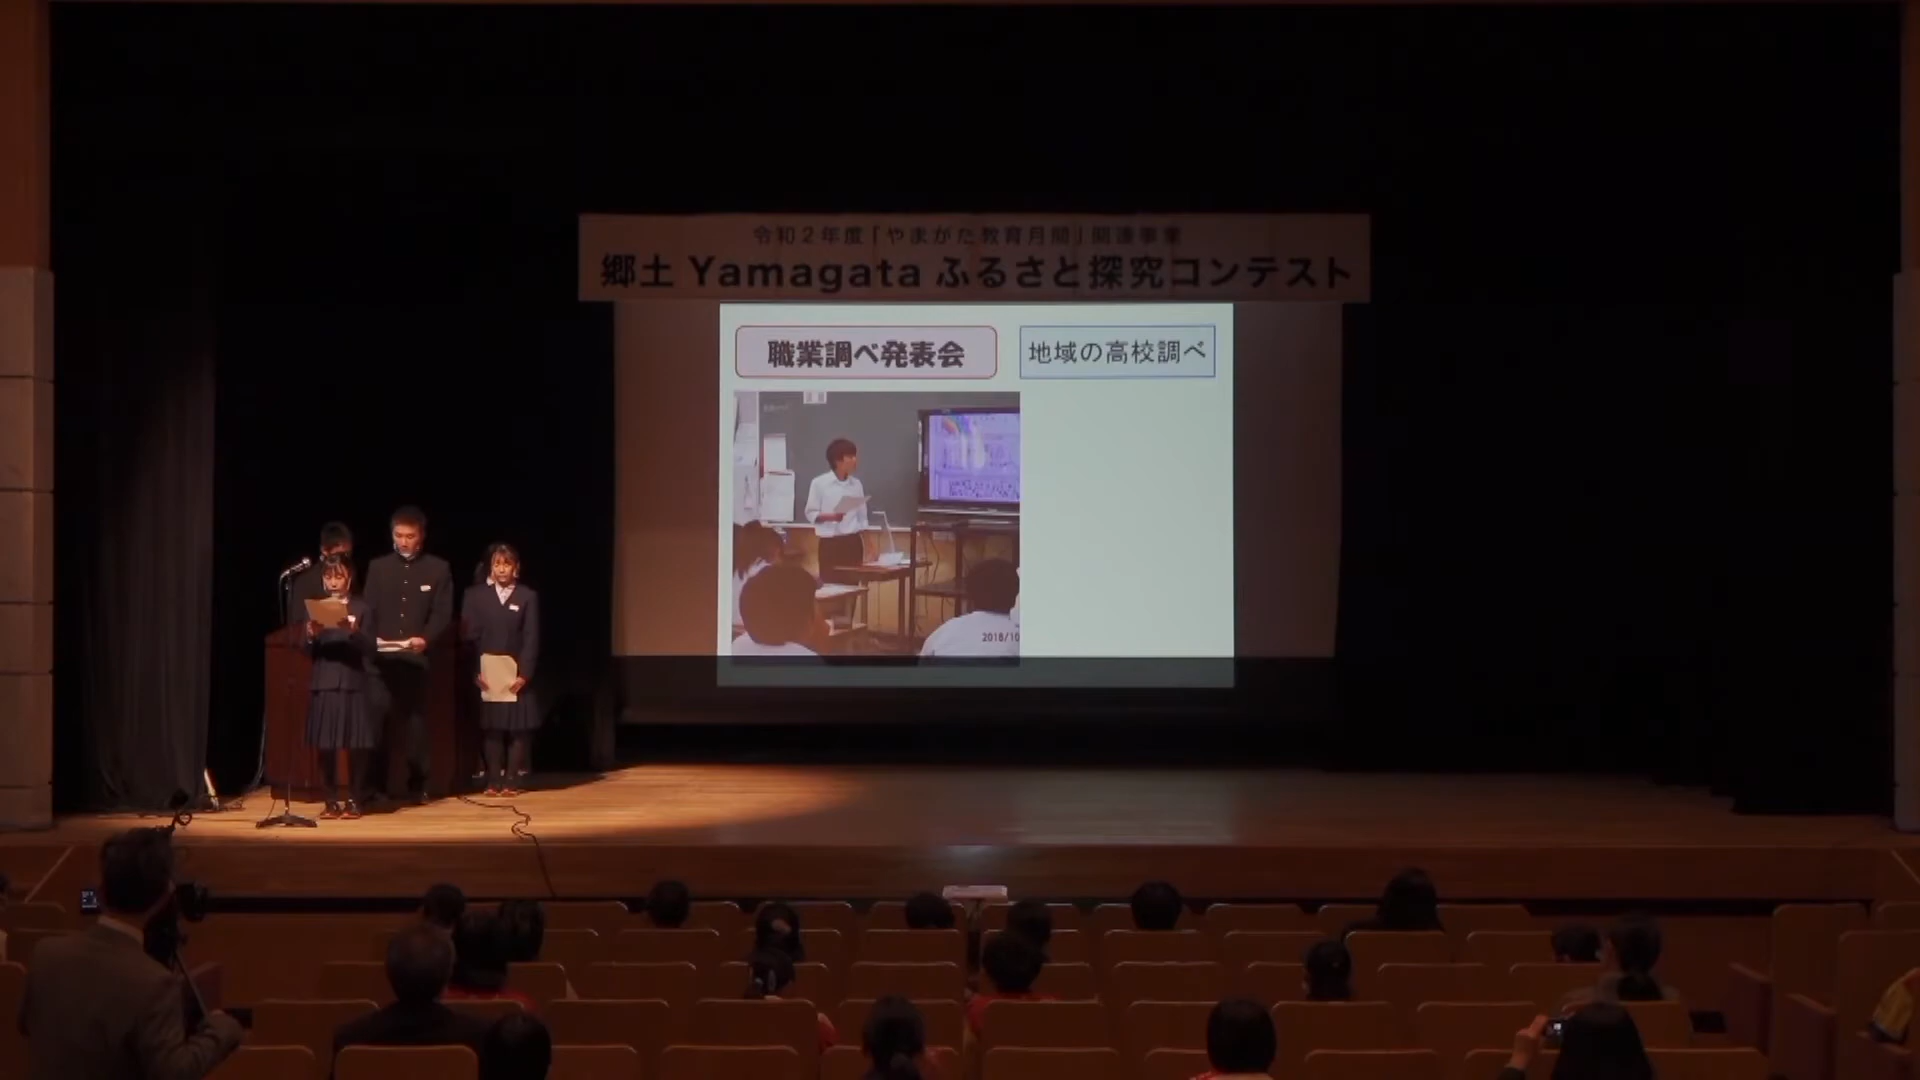 令和2年度「やまがた教育月間」関連事業
郷土 Yamagata ふるさと探究コンテスト
職業調べ発表会
地域の高校調べ
2018/10